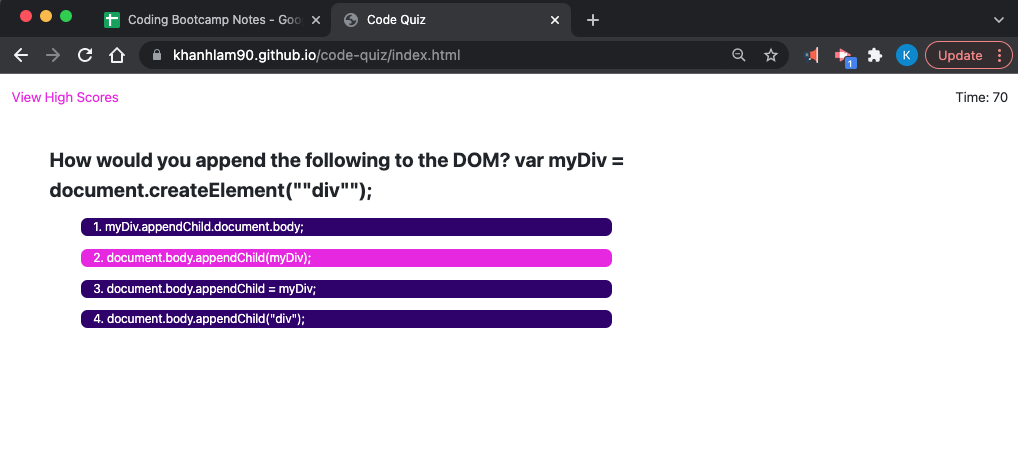 Coding Bootcamp Notes - Goo
Code Quiz
khanhlam90.github.io/code-quiz/index.html
1
K
Update
View High Scores
Time: 70
How would you append the following to the DOM? var myDiv =
document.createElement(""div"");
1. myDiv.appendChild.document.body;
2. document.body.appendChild(myDiv);
3. document.body.appendChild = myDiv;
4. document.body.appendChild("div");